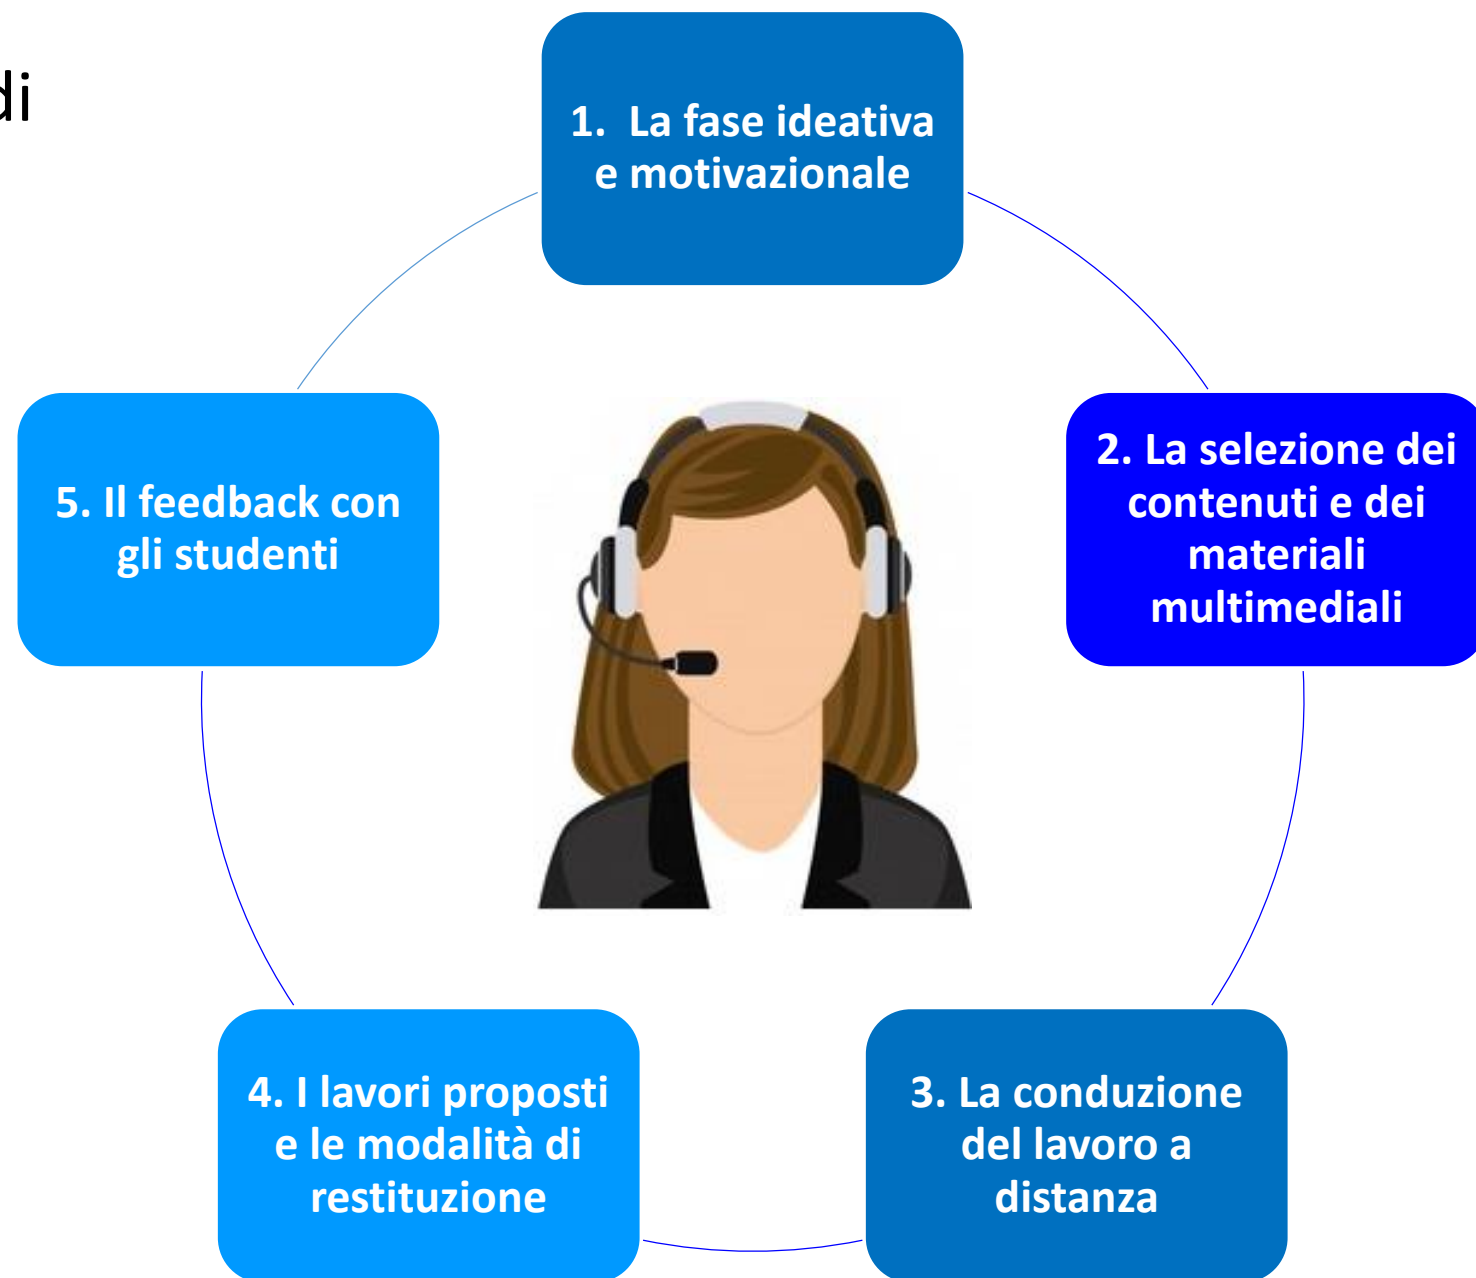 di
1. La fase ideativa
e motivazionale
2. La selezione dei
contenuti e dei
materiali
multimediali
3. La conduzione
del lavoro a
distanza
4. I lavori proposti
e le modalità di
restituzione
5. Il feedback con
gli studenti